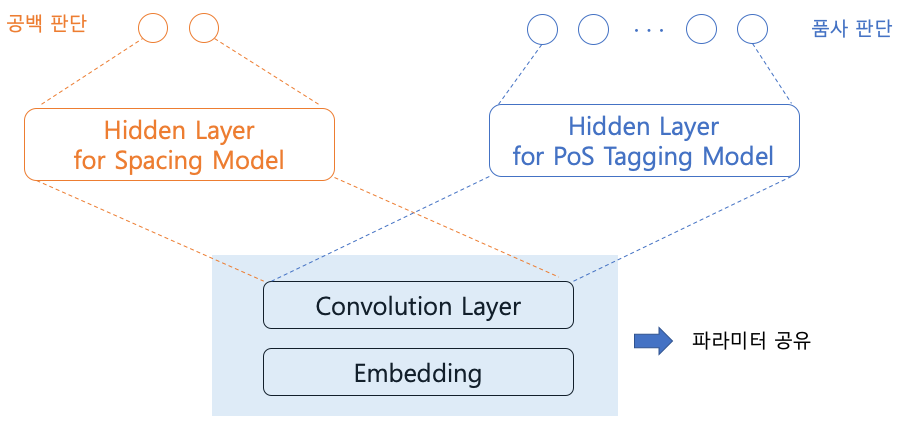 공백 판단
· · ·
품사 판단
Hidden Layer
for Spacing Model
Hidden Layer
for PoS Tagging Model
Convolution Layer
Embedding
파라미터 공유